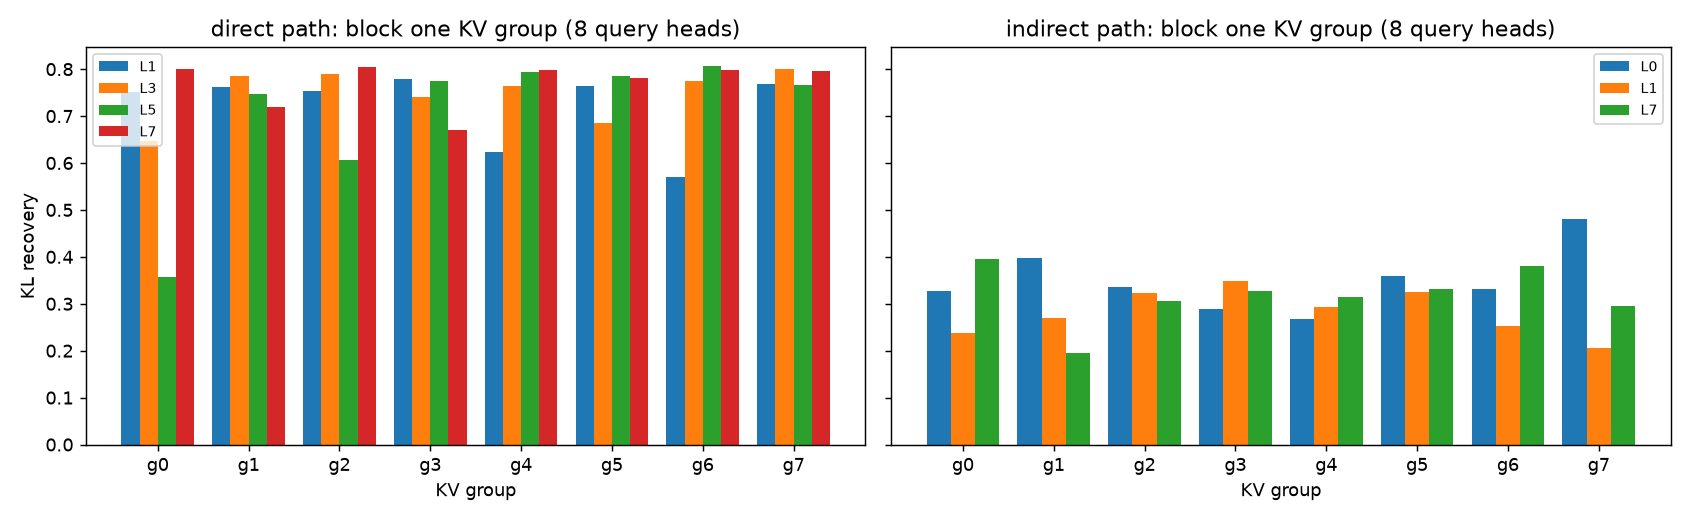 direct path: block one KV group (8 query heads)
indirect path: block one KV group (8 query heads)
KL recovery
0.8
0.7
0.6
0.5
0.4
0.3
0.2
0.1
0.0
L1
L3
L5
L7
L0
L1
L7
g0 g1 g2 g3 g4 g5 g6 g7
g0 g1 g2 g3 g4 g5 g6 g7
KV group
KV group